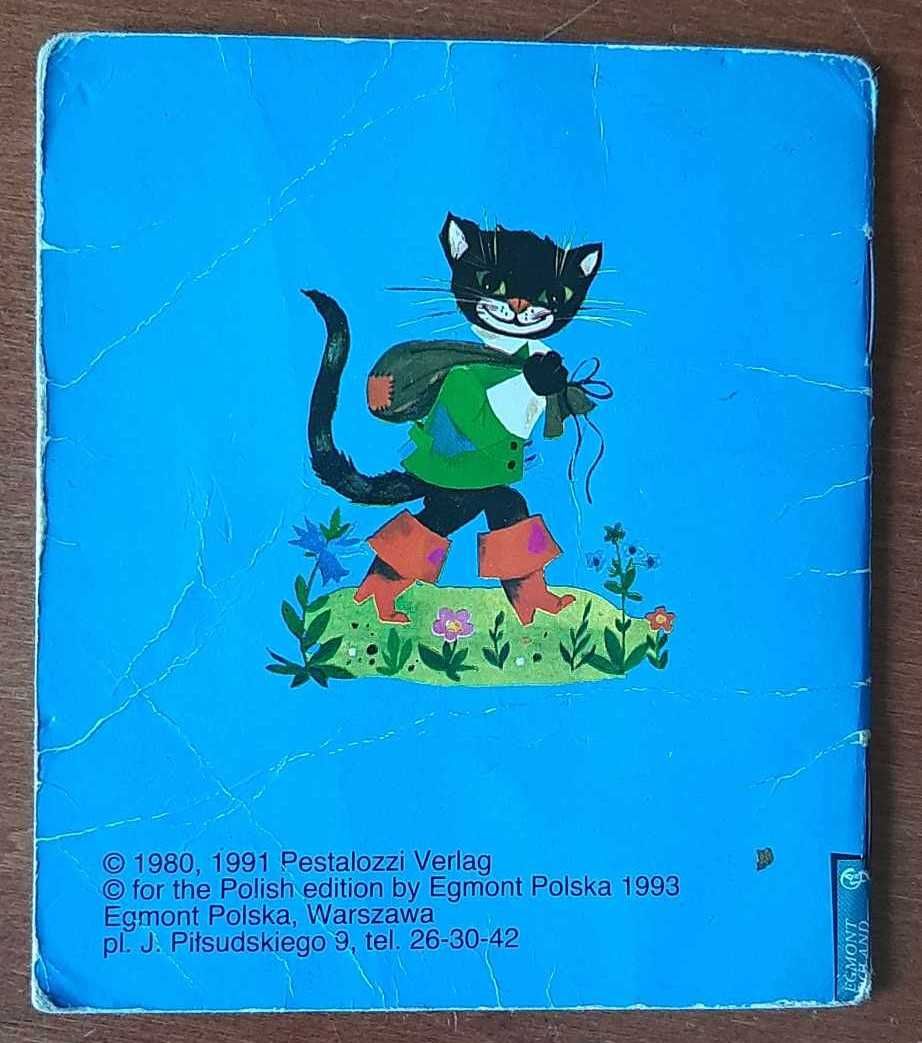 © 1980, 1991 Pestalozzi Verlag
© for the Polish edition by Egmont Polska 1993
Egmont Polska, Warszawa
pl. J. Piłsudskiego 9, tel. 26-30-42
EGMONT